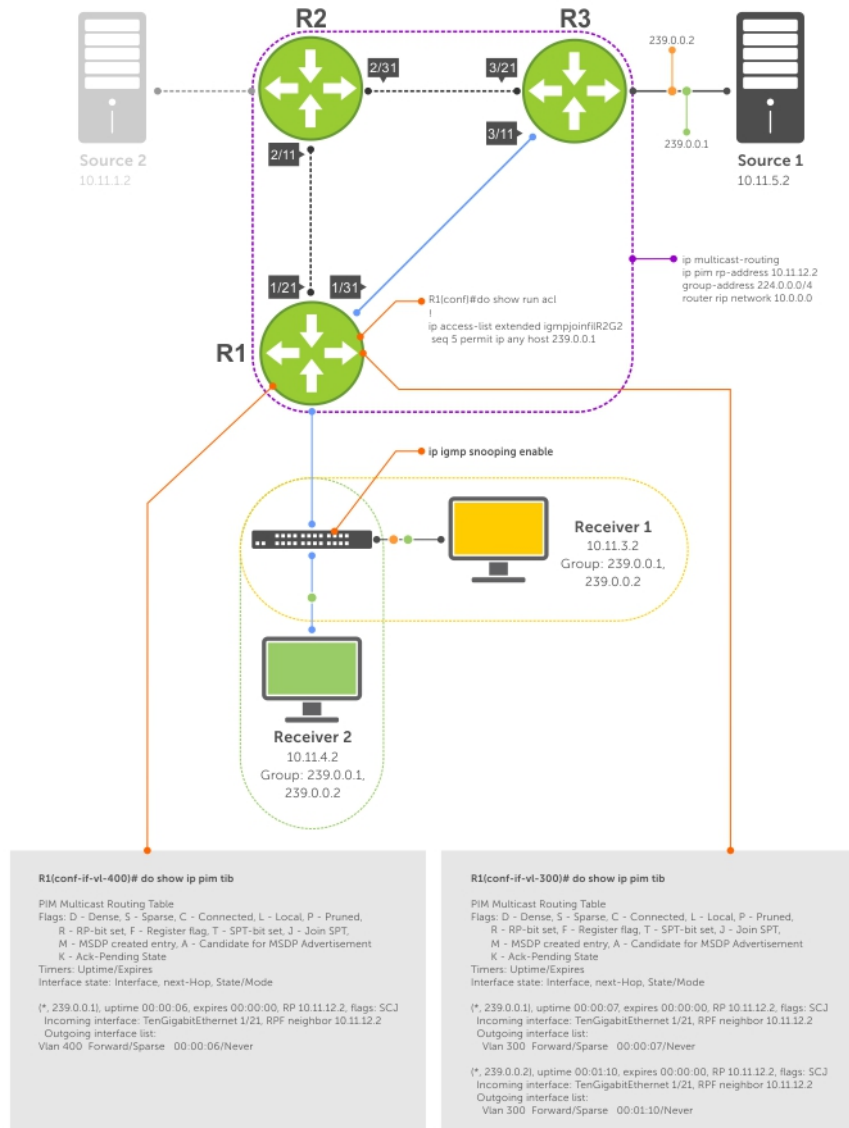 R2
R3
2/31
3/21
239.0.0.2
239.0.0.1
2/11
3/11
Source 2
10.11.1.2
Source 1
10.11.5.2
ip multicast-routing
ip pim rp-address 10.11.12.2
group-address 224.0.0.0/4
router rip network 10.0.0.0
1/21
1/31
R1
R1(conf)#do show run acl
!
ip access-list extended igmpjoinfilR2G2
seq 5 permit ip any host 239.0.0.1
ip igmp snooping enable
Receiver 1
10.11.3.2
Group: 239.0.0.1,
239.0.0.2
Receiver 2
10.11.4.2
Group: 239.0.0.1,
239.0.0.2
R1(conf-if-vl-400)# do show ip pim tib
PIM Multicast Routing Table
Flags: D - Dense, S - Sparse, C - Connected, L - Local, P - Pruned,
R - RP-bit set, F - Register flag, T - SPT-bit set, J - Join SPT,
M - MSDP created entry, A - Candidate for MSDP Advertisement
K - Ack-Pending State
Timers: Uptime/Expires
Interface state: Interface, next-Hop, State/Mode
(*, 239.0.0.1), uptime 00:00:06, expires 00:00:00, RP 10.11.12.2, flags: SCJ
Incoming interface: TenGigabitEthernet 1/21, RPF neighbor 10.11.12.2
Outgoing interface list:
Vlan 400 Forward/Sparse 00:00:06/Never
R1(conf-if-vl-300)# do show ip pim tib
PIM Multicast Routing Table
Flags: D - Dense, S - Sparse, C - Connected, L - Local, P - Pruned,
R - RP-bit set, F - Register flag, T - SPT-bit set, J - Join SPT,
M - MSDP created entry, A - Candidate for MSDP Advertisement
K - Ack-Pending State
Timers: Uptime/Expires
Interface state: Interface, next-Hop, State/Mode
(*, 239.0.0.1), uptime 00:00:07, expires 00:00:00, RP 10.11.12.2, flags: SCJ
Incoming interface: TenGigabitEthernet 1/21, RPF neighbor 10.11.12.2
Outgoing interface list:
Vlan 300 Forward/Sparse 00:00:07/Never
(*, 239.0.0.2), uptime 00:01:10, expires 00:00:00, RP 10.11.12.2, flags: SCJ
Incoming interface: TenGigabitEthernet 1/21, RPF neighbor 10.11.12.2
Outgoing interface list:
Vlan 300 Forward/Sparse 00:01:10/Never